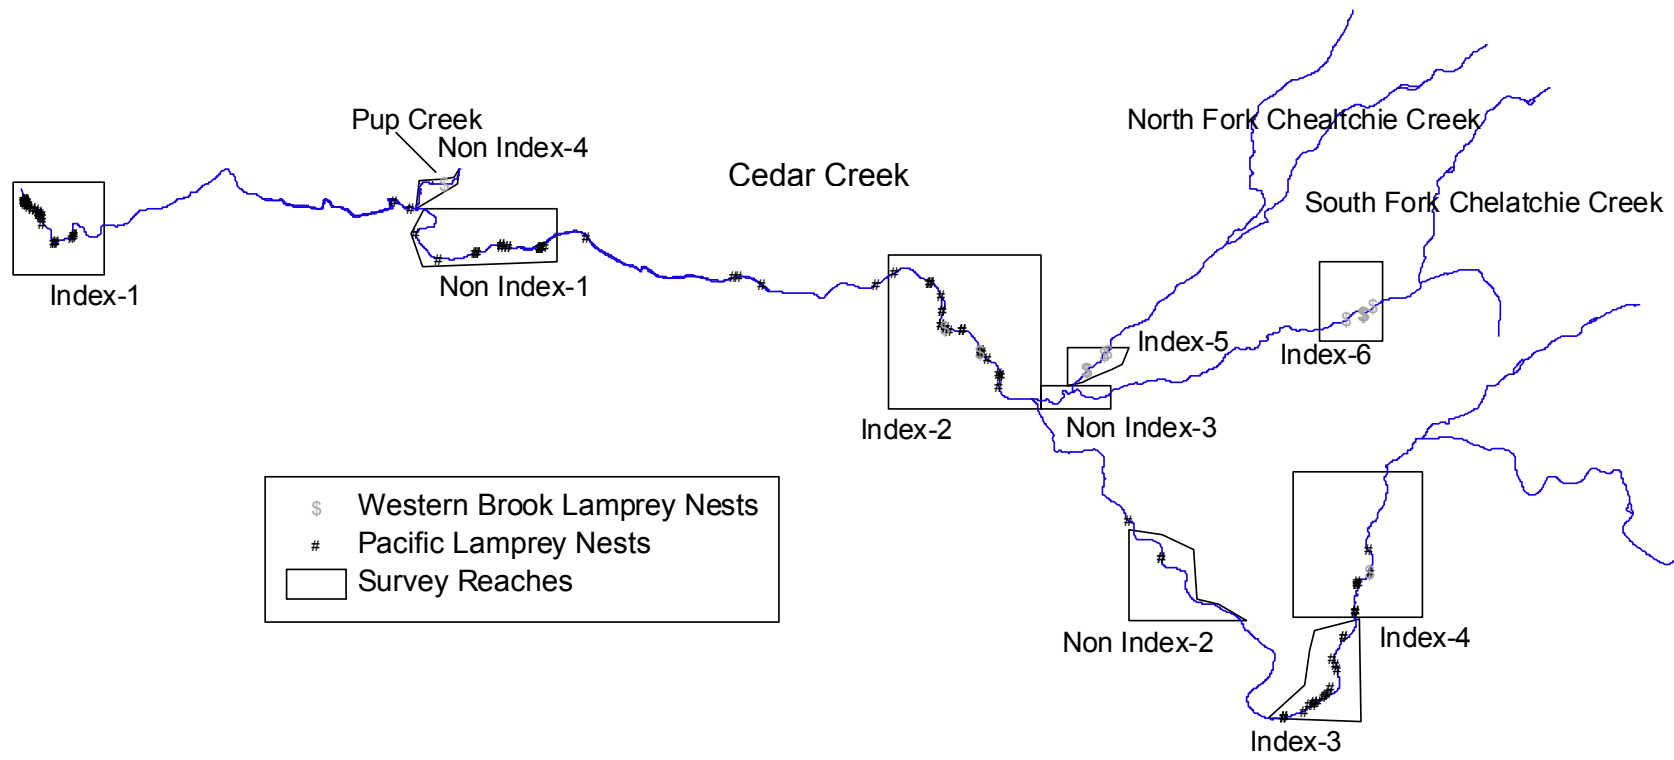 Pup Creek
Non Index-4
North Fork Chealtchie Creek
Cedar Creek
South Fork Chelatchie Creek
Index-1
Non Index-1
Index-5
Index-6
Index-2
Non Index-3
$ Western Brook Lamprey Nests
# Pacific Lamprey Nests
Survey Reaches
Non Index-2
Index-4
Index-3